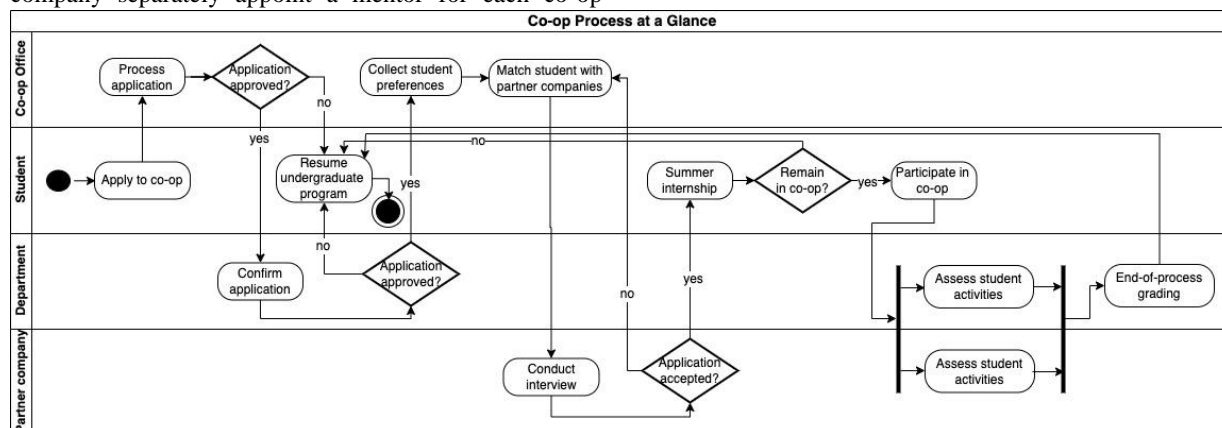 company separately appoint a mentor for each co-op
Co-op Process at a Glance
Co-op Office
Process
application
Application
approved?
no
yes
Collect student
preferences
Match student with
partner companies
Student
Apply to co-op
Resume
undergraduate
program
no
yes
Summer
internship
Remain
in co-op?
yes
Participate in
co-op
Department
Confirm
application
no
Application
approved?
no
yes
Assess student
activities
End-of-process
grading
Partner company
Conduct
interview
Application
accepted?
Assess student
activities